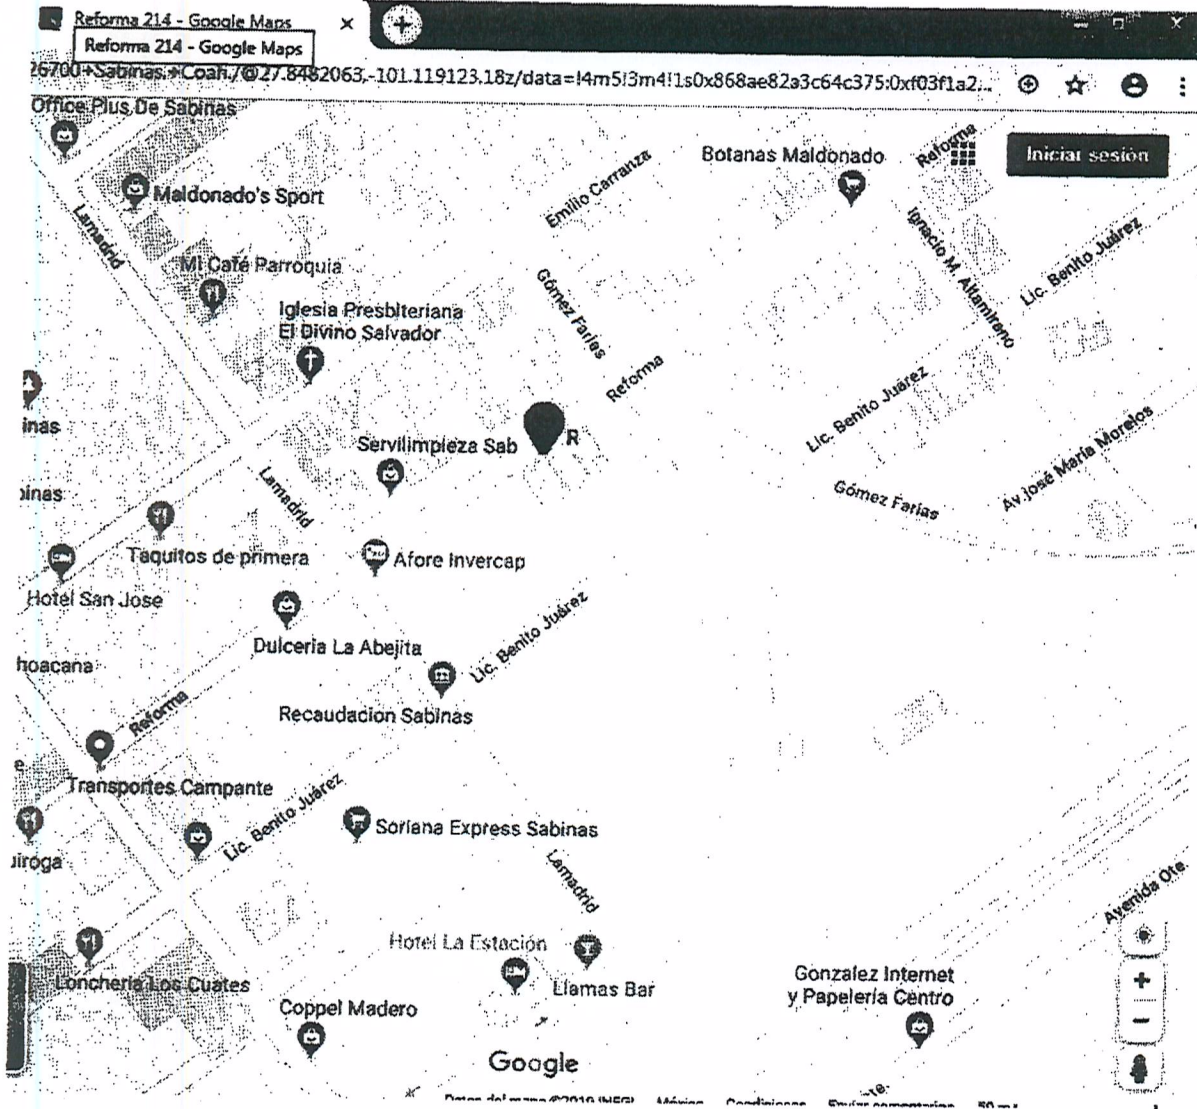 Reforma 214 - Google Maps
Reforma 214 - Google Maps
26700+Sabinas,+Coah./@27.8482063,-101.119123,18z/data=!4m5!3m4!1s0x868ae82a3c64c375:0xf03f1a2...
Office Plus De Sabinas
Botanas Maldonado
Reforma
Iniciar sesión
Emilio Carranza
Maldonado's Sport
Lamadrid
Ignacio M. Altamirano
Lic. Benito Juárez
Mi Café Parroquia
Gómez Farías
Iglesia Presbiteriana
El Divino Salvador
Reforma
Lic. Benito Juárez
inas
Servilimpieza Sab
R
Av José María Morelos
Gómez Farías
Lamadrid
Taquitos de primera
Afore Invercap
Hotel San Jose
Dulceria La Abejita
Lic. Benito Juárez
hoacana
Reforma
Recaudacion Sabinas
Transportes Campante
Lic. Benito Juárez
Soriana Express Sabinas
Lamadrid
Avenida Ote.
Hotel La Estación
Llamas Bar
Gonzalez Internet
y Papelería Centro
Loncheria Los Cuates
Coppel Madero
Google